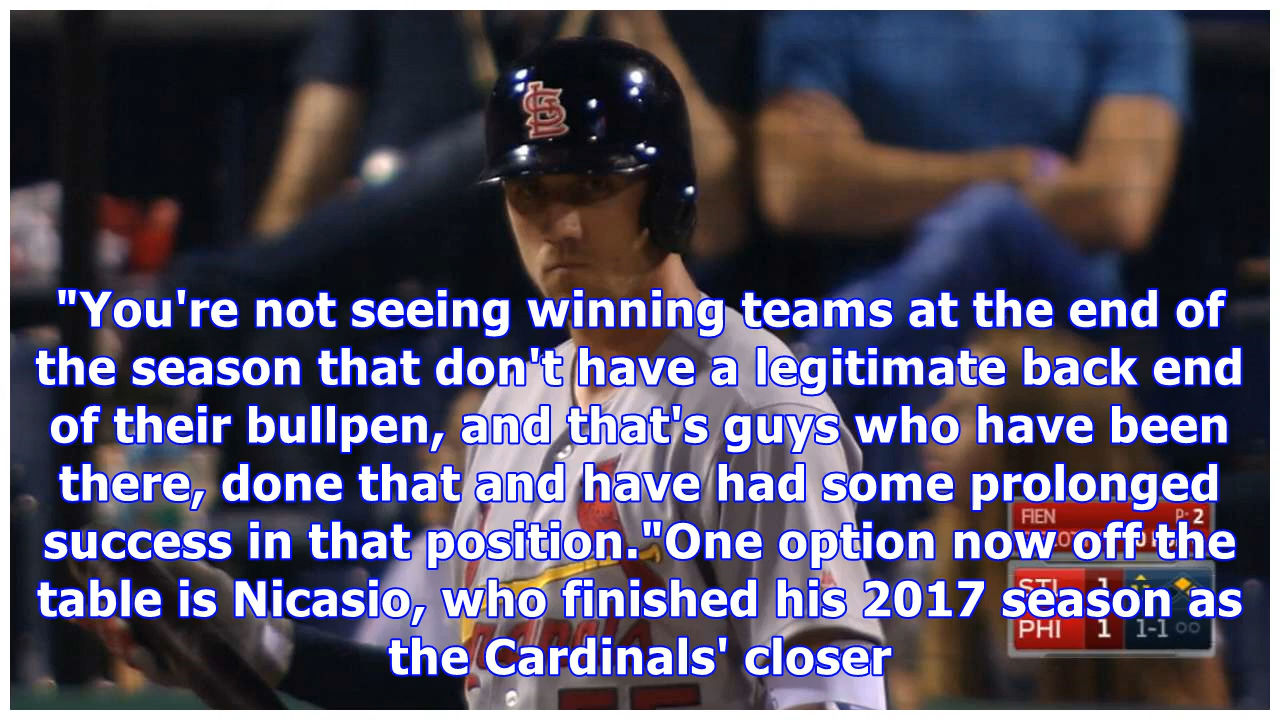 "You're not seeing winning teams at the end of
the season that don't have a legitimate back end
of their bullpen, and that's guys who have been
there, done that and have had some prolonged
success in that position."One option now off the
table is Nicasio, who finished his 2017 season as
the Cardinals' closer
STL
FIEN P: 2
STL 1
PHI 1 1-1